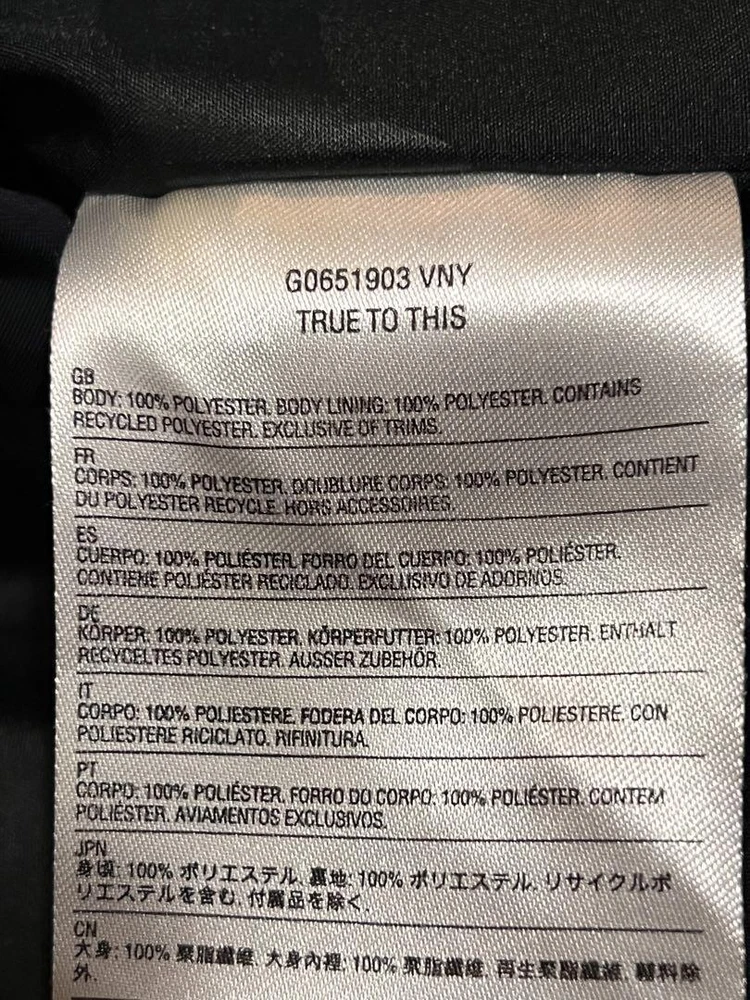 G0651903 VNY
TRUE TO THIS
GB
BODY: 100% POLYESTER. BODY LINING: 100% POLYESTER. CONTAINS
RECYCLED POLYESTER. EXCLUSIVE OF TRIMS.
FR
CORPS: 100% POLYESTER. DOUBLURE CORPS: 100% POLYESTER. CONTIENT
DU POLYESTER RECYCLE. HORS ACCESSOIRES.
ES
CUERPO: 100% POLIÉSTER. FORRO DEL CUERPO: 100% POLIÉSTER.
CONTIENE POLIÉSTER RECICLADO. EXCLUSIVO DE ADORNOS.
DE
KÖRPER: 100% POLYESTER. KÖRPERFUTTER: 100% POLYESTER. ENTHALT
RECYCELTES POLYESTER. AUSSER ZUBEHÖR.
IT
CORPO: 100% POLIESTERE. FODERA DEL CORPO: 100% POLIESTERE. CON
POLIESTERE RICICLATO. RIFINITURA.
PT
CORPO: 100% POLIÉSTER. FORRO DO CORPO: 100% POLIÉSTER. CONTEM
POLIÉSTER. AVIAMENTOS EXCLUSIVOS.
JPN
身頃: 100% ポリエステル. 裏地: 100% ポリエステル. リサイクルポ
リエステルを含む. 付属品を除く.
CN
大身: 100% 聚脂纖維. 大身內裡: 100% 聚脂纖維. 再生聚酯纖維. 輔料除
外.